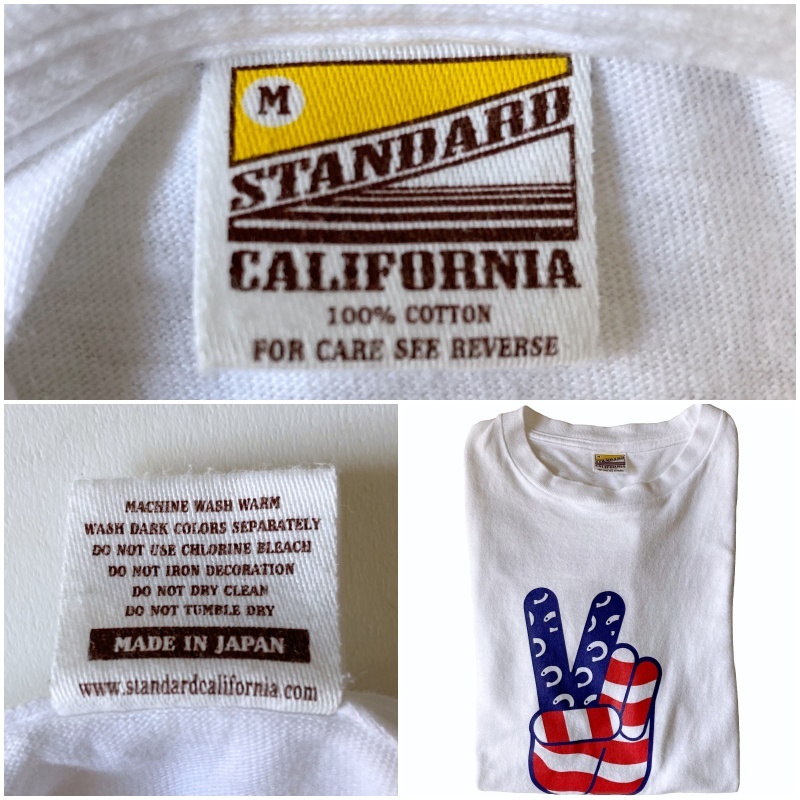 M
STANDARD
CALIFORNIA
100% COTTON
FOR CARE SEE REVERSE
MACHINE WASH WARM
WASH DARK COLORS SEPARATELY
DO NOT USE CHLORINE BLEACH
DO NOT IRON DECORATION
DO NOT DRY CLEAN
DO NOT TUMBLE DRY
MADE IN JAPAN
www.standardcalifornia.com
M
STANDARD
CALIFORNIA